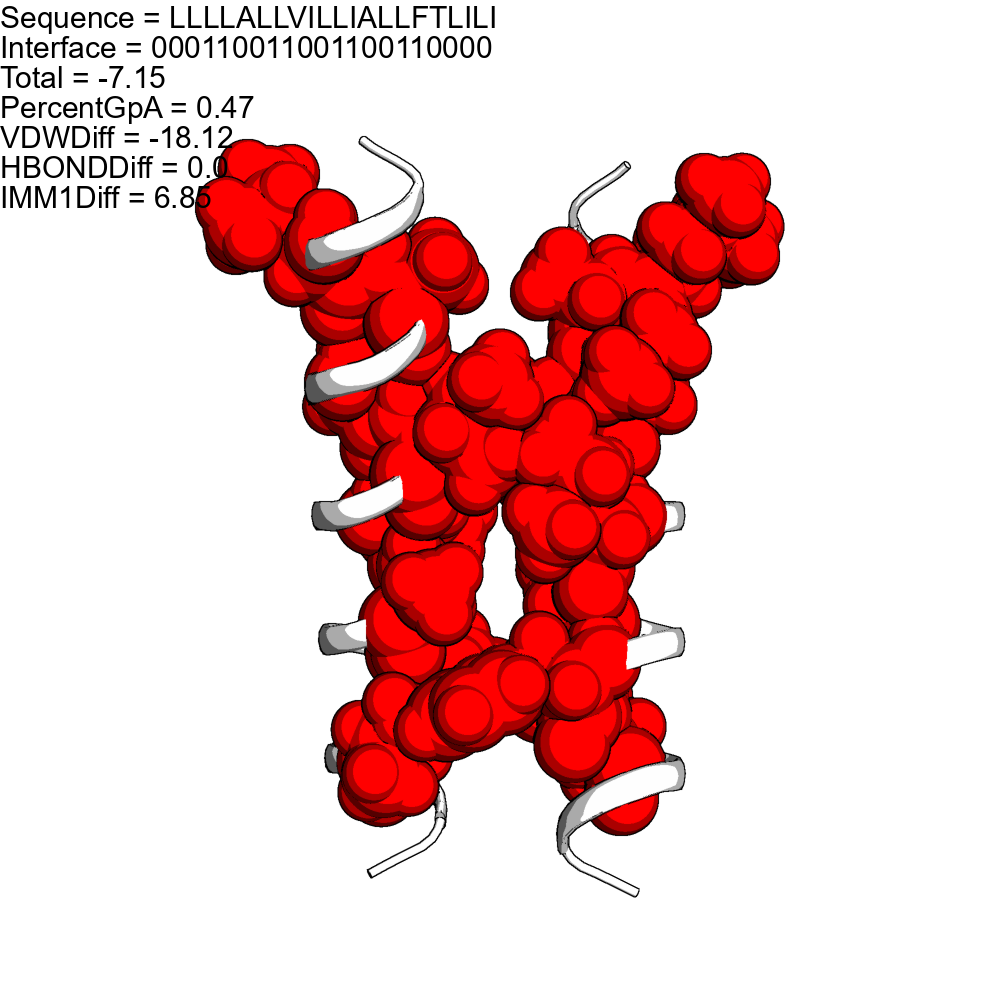 Sequence = LLLLALLVILLIALLFTLILI
Interface = 000110011001100110000
Total = -7.15
PercentGpA = 0.47
VDWDiff = -18.12
HBONDDiff = 0.0
IMM1Diff = 6.85